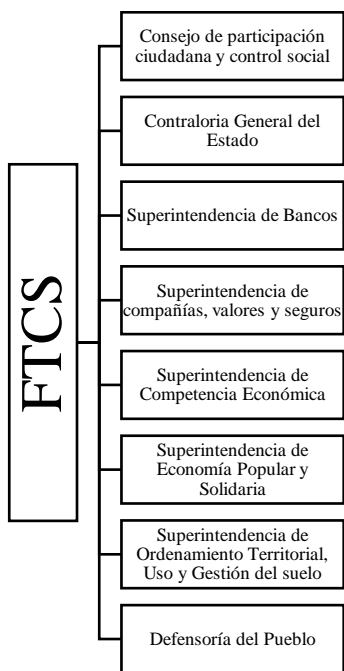 FTCS
Consejo de participación
ciudadana y control social
Contraloria General del
Estado
Superintendencia de Bancos
Superintendencia de
compañías, valores y seguros
Superintendencia de
Competencia Económica
Superintendencia de
Economía Popular y
Solidaria
Superintendencia de
Ordenamiento Territorial,
Uso y Gestión del suelo
Defensoría del Pueblo